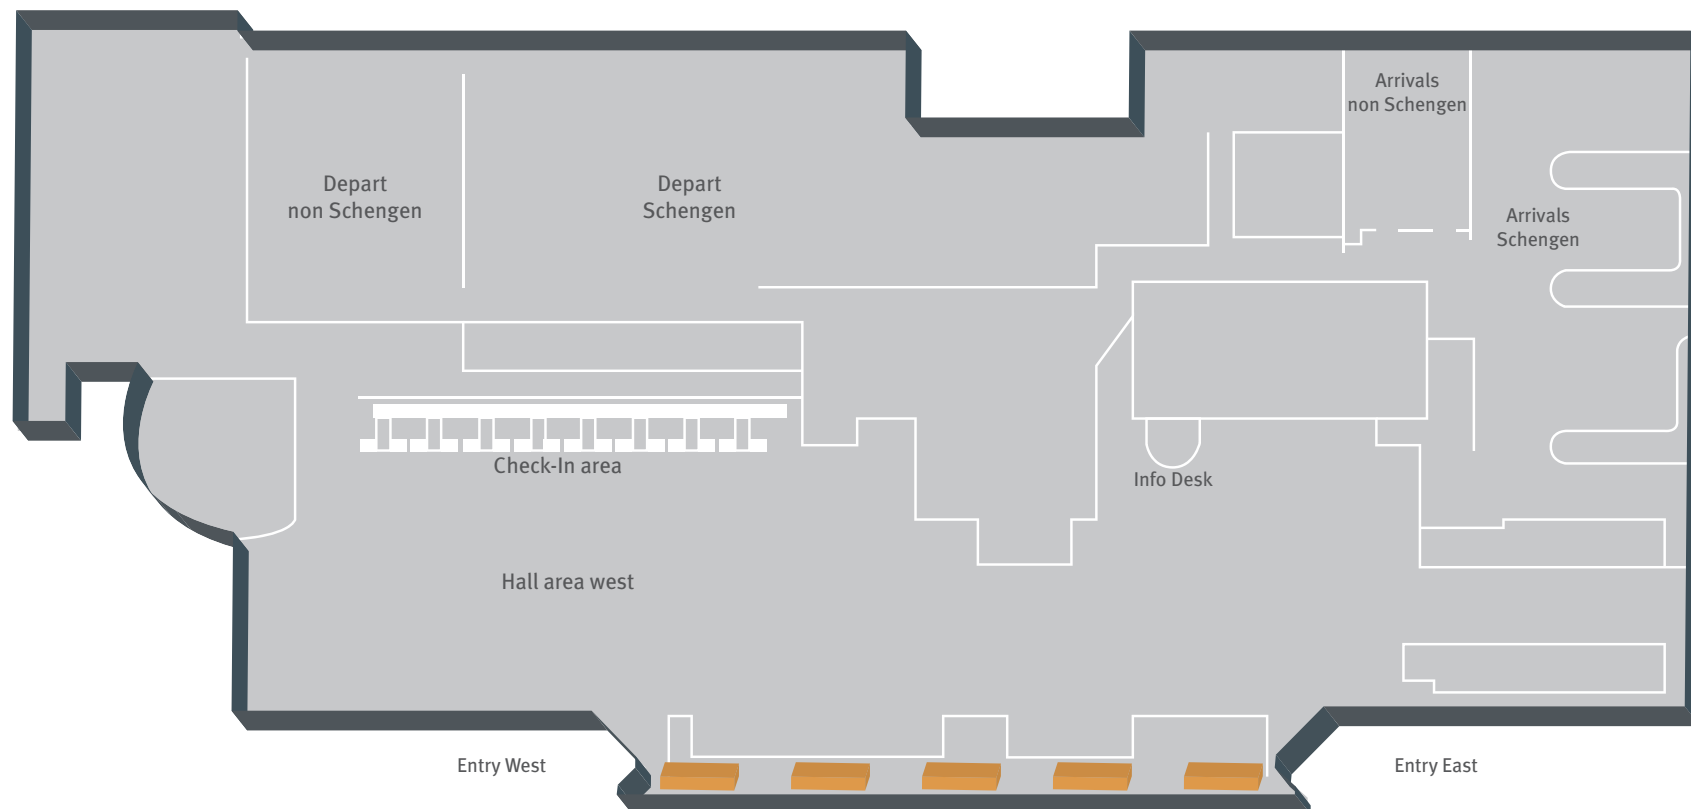 Arrivals
non Schengen
Depart
non Schengen
Depart
Schengen
Arrivals
Schengen
Check-In area
Info Desk
Hall area west
Entry West
Entry East